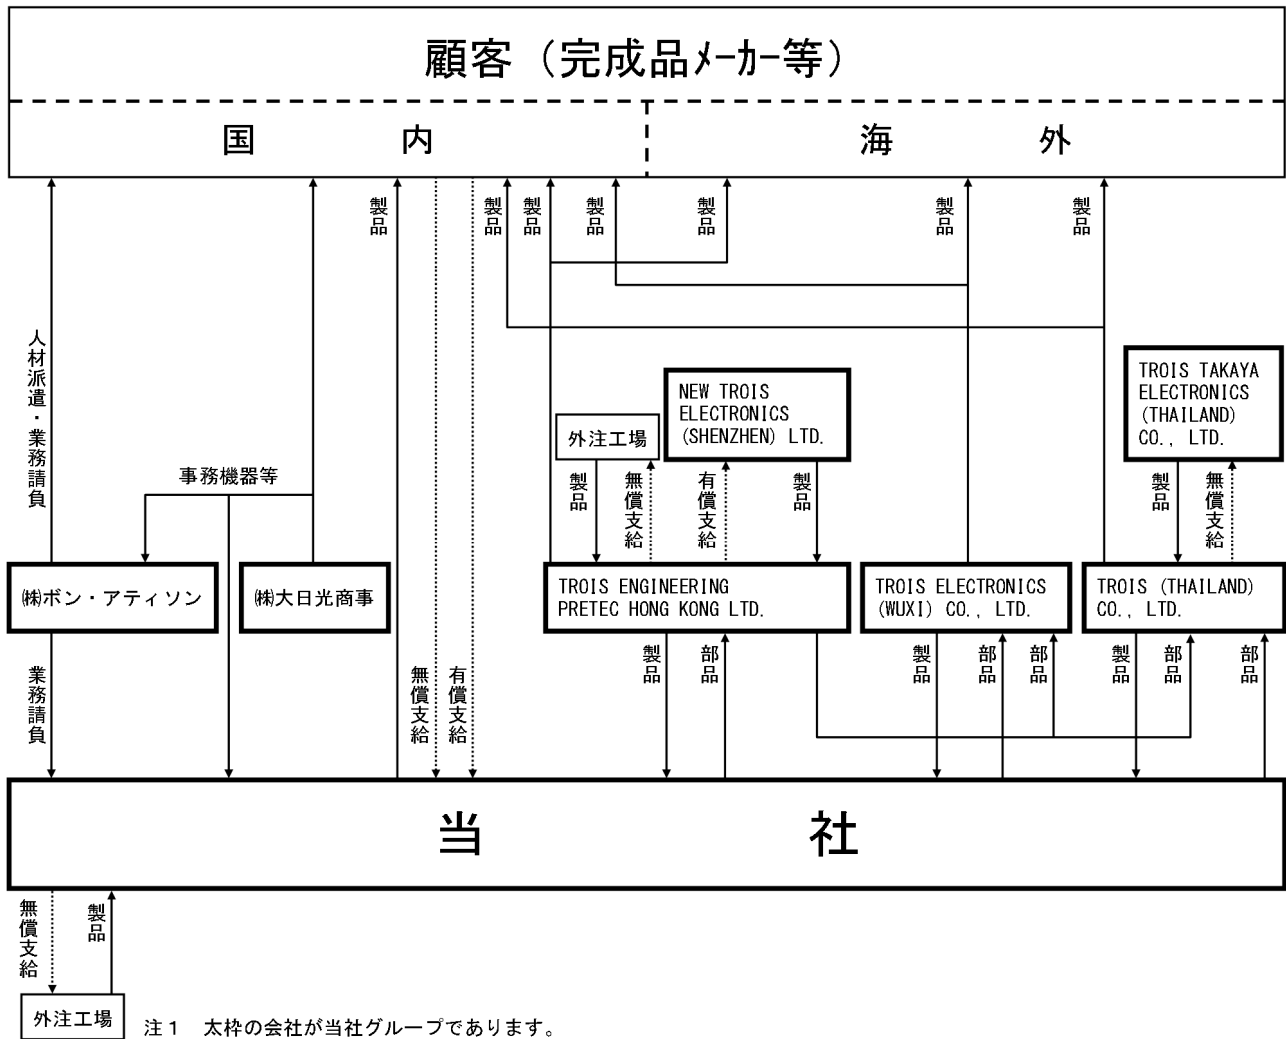 顧客（完成品メーカー等）
国　　内
海　　外
製品
製品
製品
製品
製品
製品
製品
人材派遣・業務請負
事務機器等
外注工場
NEW TROIS
ELECTRONICS
(SHENZHEN) LTD.
TROIS TAKAYA
ELECTRONICS
(THAILAND)
CO., LTD.
製品
無償支給
有償支給
製品
製品
無償支給
㈱ボン・アティソン
㈱大日光商事
TROIS ENGINEERING
PRETEC HONG KONG LTD.
TROIS ELECTRONICS
(WUXI) CO., LTD.
TROIS (THAILAND)
CO., LTD.
業務請負
無償支給
有償支給
製品
部品
製品
部品
部品
製品
部品
部品
当　　社
無償支給
製品
外注工場
注１　太枠の会社が当社グループであります。